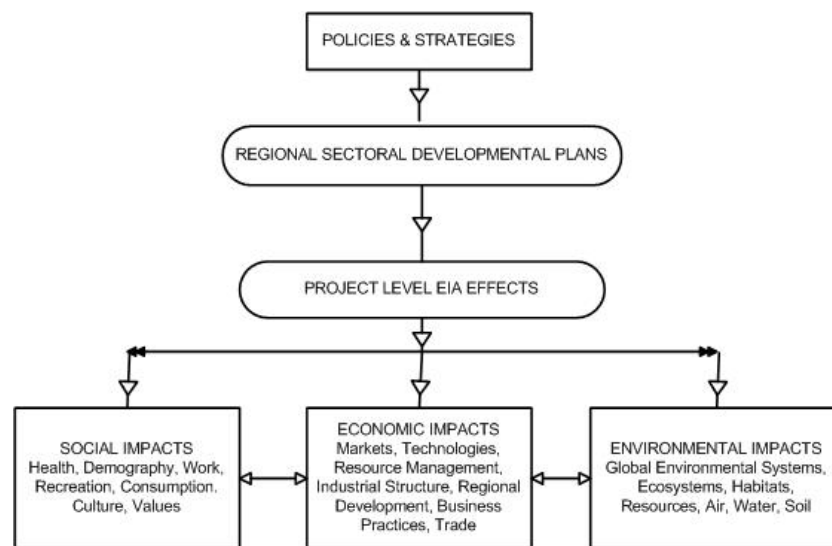 POLICIES & STRATEGIES
REGIONAL SECTORAL DEVELOPMENTAL PLANS
PROJECT LEVEL EIA EFFECTS
SOCIAL IMPACTS
Health, Demography, Work,
Recreation, Consumption.
Culture, Values
ECONOMIC IMPACTS
Markets, Technologies,
Resource Management,
Industrial Structure, Regional
Development, Business
Practices, Trade
ENVIRONMENTAL IMPACTS
Global Environmental Systems,
Ecosystems, Habitats,
Resources, Air, Water, Soil